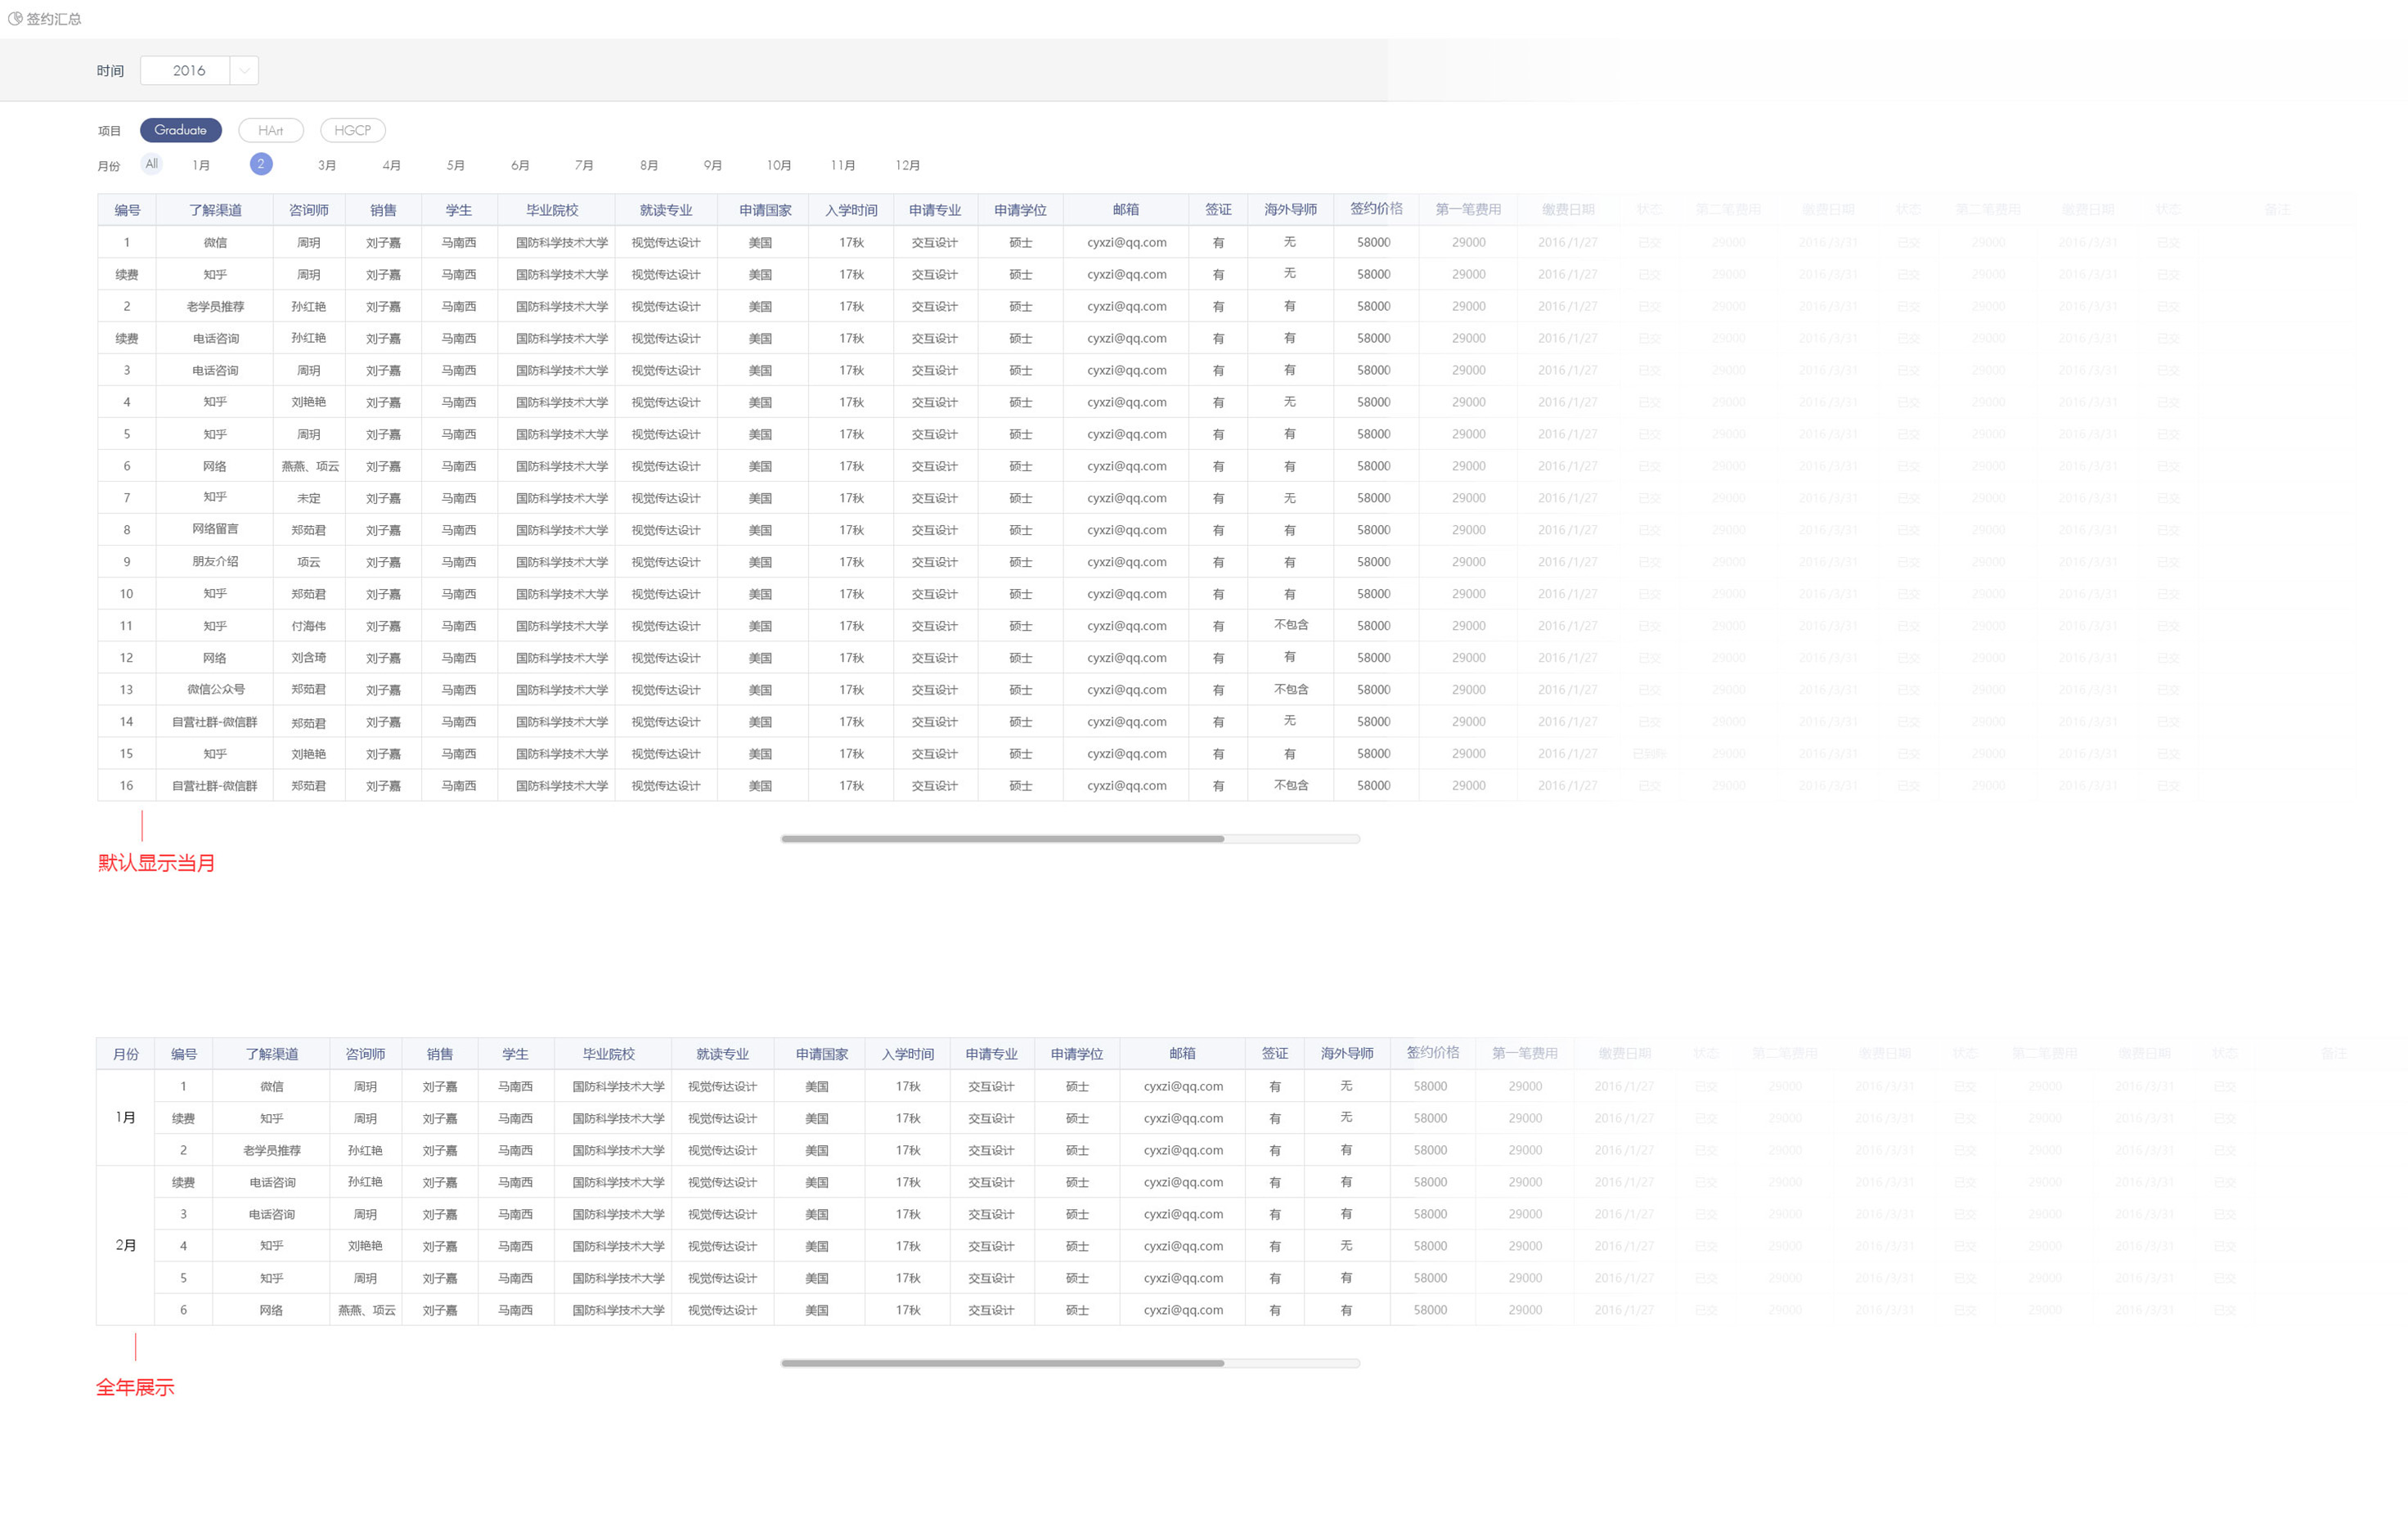 签约汇总
时间 2016
项目 Graduate HArt HGCP
月份 All 1月 2 3月 4月 5月 6月 7月 8月 9月 10月 11月 12月
编号 了解渠道 咨询师 销售 学生 毕业院校 就读专业 申请国家 入学时间 申请专业 申请学位 邮箱 签证 海外导师 签约价格 第一笔费用 缴费日期 状态 第二笔费用 缴费日期 状态 第二笔费用 缴费日期 状态 备注
1 微信 周玥 刘子嘉 马南西 国防科学技术大学 视觉传达设计 美国 17秋 交互设计 硕士 cyxzi@qq.com 有 无 58000 29000 2016/1/27 已交 29000 2016/3/31 已交 29000 2016/3/31 已交
续费 知乎 周玥 刘子嘉 马南西 国防科学技术大学 视觉传达设计 美国 17秋 交互设计 硕士 cyxzi@qq.com 有 无 58000 29000 2016/1/27 已交 29000 2016/3/31 已交 29000 2016/3/31 已交
2 老学员推荐 孙红艳 刘子嘉 马南西 国防科学技术大学 视觉传达设计 美国 17秋 交互设计 硕士 cyxzi@qq.com 有 有 58000 29000 2016/1/27 已交 29000 2016/3/31 已交 29000 2016/3/31 已交
续费 电话咨询 孙红艳 刘子嘉 马南西 国防科学技术大学 视觉传达设计 美国 17秋 交互设计 硕士 cyxzi@qq.com 有 有 58000 29000 2016/1/27 已交 29000 2016/3/31 已交 29000 2016/3/31 已交
3 电话咨询 周玥 刘子嘉 马南西 国防科学技术大学 视觉传达设计 美国 17秋 交互设计 硕士 cyxzi@qq.com 有 有 58000 29000 2016/1/27 已交 29000 2016/3/31 已交 29000 2016/3/31 已交
4 知乎 刘艳艳 刘子嘉 马南西 国防科学技术大学 视觉传达设计 美国 17秋 交互设计 硕士 cyxzi@qq.com 有 无 58000 29000 2016/1/27 已交 29000 2016/3/31 已交 29000 2016/3/31 已交
5 知乎 周玥 刘子嘉 马南西 国防科学技术大学 视觉传达设计 美国 17秋 交互设计 硕士 cyxzi@qq.com 有 有 58000 29000 2016/1/27 已交 29000 2016/3/31 已交 29000 2016/3/31 已交
6 网络 燕燕、项云 刘子嘉 马南西 国防科学技术大学 视觉传达设计 美国 17秋 交互设计 硕士 cyxzi@qq.com 有 有 58000 29000 2016/1/27 已交 29000 2016/3/31 已交 29000 2016/3/31 已交
7 知乎 未定 刘子嘉 马南西 国防科学技术大学 视觉传达设计 美国 17秋 交互设计 硕士 cyxzi@qq.com 有 无 58000 29000 2016/1/27 已交 29000 2016/3/31 已交 29000 2016/3/31 已交
8 网络留言 郑茹君 刘子嘉 马南西 国防科学技术大学 视觉传达设计 美国 17秋 交互设计 硕士 cyxzi@qq.com 有 有 58000 29000 2016/1/27 已交 29000 2016/3/31 已交 29000 2016/3/31 已交
9 朋友介绍 项云 刘子嘉 马南西 国防科学技术大学 视觉传达设计 美国 17秋 交互设计 硕士 cyxzi@qq.com 有 有 58000 29000 2016/1/27 已交 29000 2016/3/31 已交 29000 2016/3/31 已交
10 知乎 郑茹君 刘子嘉 马南西 国防科学技术大学 视觉传达设计 美国 17秋 交互设计 硕士 cyxzi@qq.com 有 有 58000 29000 2016/1/27 已交 29000 2016/3/31 已交 29000 2016/3/31 已交
11 知乎 付海伟 刘子嘉 马南西 国防科学技术大学 视觉传达设计 美国 17秋 交互设计 硕士 cyxzi@qq.com 有 不包含 58000 29000 2016/1/27 已交 29000 2016/3/31 已交 29000 2016/3/31 已交
12 网络 刘含琦 刘子嘉 马南西 国防科学技术大学 视觉传达设计 美国 17秋 交互设计 硕士 cyxzi@qq.com 有 有 58000 29000 2016/1/27 已交 29000 2016/3/31 已交 29000 2016/3/31 已交
13 微信公众号 郑茹君 刘子嘉 马南西 国防科学技术大学 视觉传达设计 美国 17秋 交互设计 硕士 cyxzi@qq.com 有 不包含 58000 29000 2016/1/27 已交 29000 2016/3/31 已交 29000 2016/3/31 已交
14 自营社群-微信群 郑茹君 刘子嘉 马南西 国防科学技术大学 视觉传达设计 美国 17秋 交互设计 硕士 cyxzi@qq.com 有 无 58000 29000 2016/1/27 已交 29000 2016/3/31 已交 29000 2016/3/31 已交
15 知乎 刘艳艳 刘子嘉 马南西 国防科学技术大学 视觉传达设计 美国 17秋 交互设计 硕士 cyxzi@qq.com 有 有 58000 29000 2016/1/27 29000 2016/3/31 已交 29000 2016/3/31 已交
16 自营社群-微信群 郑茹君 刘子嘉 马南西 国防科学技术大学 视觉传达设计 美国 17秋 交互设计 硕士 cyxzi@qq.com 有 不包含 58000 29000 2016/1/27 已交 29000 2016/3/31 已交 29000 2016/3/31 已交
默认显示当月
月份 编号 了解渠道 咨询师 销售 学生 毕业院校 就读专业 申请国家 入学时间 申请专业 申请学位 邮箱 签证 海外导师 签约价格 第一笔费用 缴费日期 状态 第二笔费用 缴费日期 状态 第二笔费用 缴费日期 状态 备注
1月
1 微信 周玥 刘子嘉 马南西 国防科学技术大学 视觉传达设计 美国 17秋 交互设计 硕士 cyxzi@qq.com 有 无 58000 29000 2016/1/27 已交 29000 2016/3/31 已交 29000 2016/3/31 已交
续费 知乎 周玥 刘子嘉 马南西 国防科学技术大学 视觉传达设计 美国 17秋 交互设计 硕士 cyxzi@qq.com 有 无 58000 29000 2016/1/27 已交 29000 2016/3/31 已交 29000 2016/3/31 已交
2 老学员推荐 孙红艳 刘子嘉 马南西 国防科学技术大学 视觉传达设计 美国 17秋 交互设计 硕士 cyxzi@qq.com 有 有 58000 29000 2016/1/27 已交 29000 2016/3/31 已交 29000 2016/3/31 已交
2月
续费 电话咨询 孙红艳 刘子嘉 马南西 国防科学技术大学 视觉传达设计 美国 17秋 交互设计 硕士 cyxzi@qq.com 有 有 58000 29000 2016/1/27 已交 29000 2016/3/31 已交 29000 2016/3/31 已交
3 电话咨询 周玥 刘子嘉 马南西 国防科学技术大学 视觉传达设计 美国 17秋 交互设计 硕士 cyxzi@qq.com 有 有 58000 29000 2016/1/27 已交 29000 2016/3/31 已交 29000 2016/3/31 已交
4 知乎 刘艳艳 刘子嘉 马南西 国防科学技术大学 视觉传达设计 美国 17秋 交互设计 硕士 cyxzi@qq.com 有 无 58000 29000 2016/1/27 已交 29000 2016/3/31 已交 29000 2016/3/31 已交
5 知乎 周玥 刘子嘉 马南西 国防科学技术大学 视觉传达设计 美国 17秋 交互设计 硕士 cyxzi@qq.com 有 有 58000 29000 2016/1/27 已交 29000 2016/3/31 已交 29000 2016/3/31 已交
6 网络 燕燕、项云 刘子嘉 马南西 国防科学技术大学 视觉传达设计 美国 17秋 交互设计 硕士 cyxzi@qq.com 有 有 58000 29000 2016/1/27 已交 29000 2016/3/31 已交 29000 2016/3/31 已交
全年展示